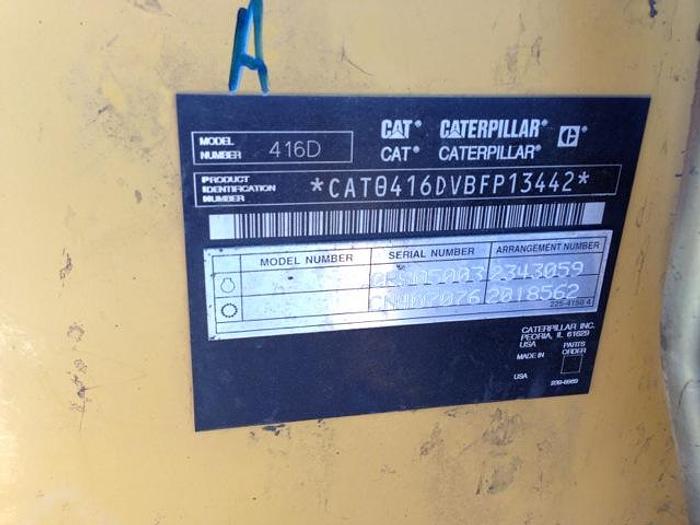 A
CAT CATERPILLAR
CAT CATERPILLAR
MODEL NUMBER 416D
PRODUCT IDENTIFICATION NUMBER *CAT0416DVBFP13442*
MODEL NUMBER SERIAL NUMBER ARRANGEMENT NUMBER
2343059
2018562
CATERPILLAR INC.
PEORIA, IL 61629
USA PARTS ORDER
MADE IN
USA